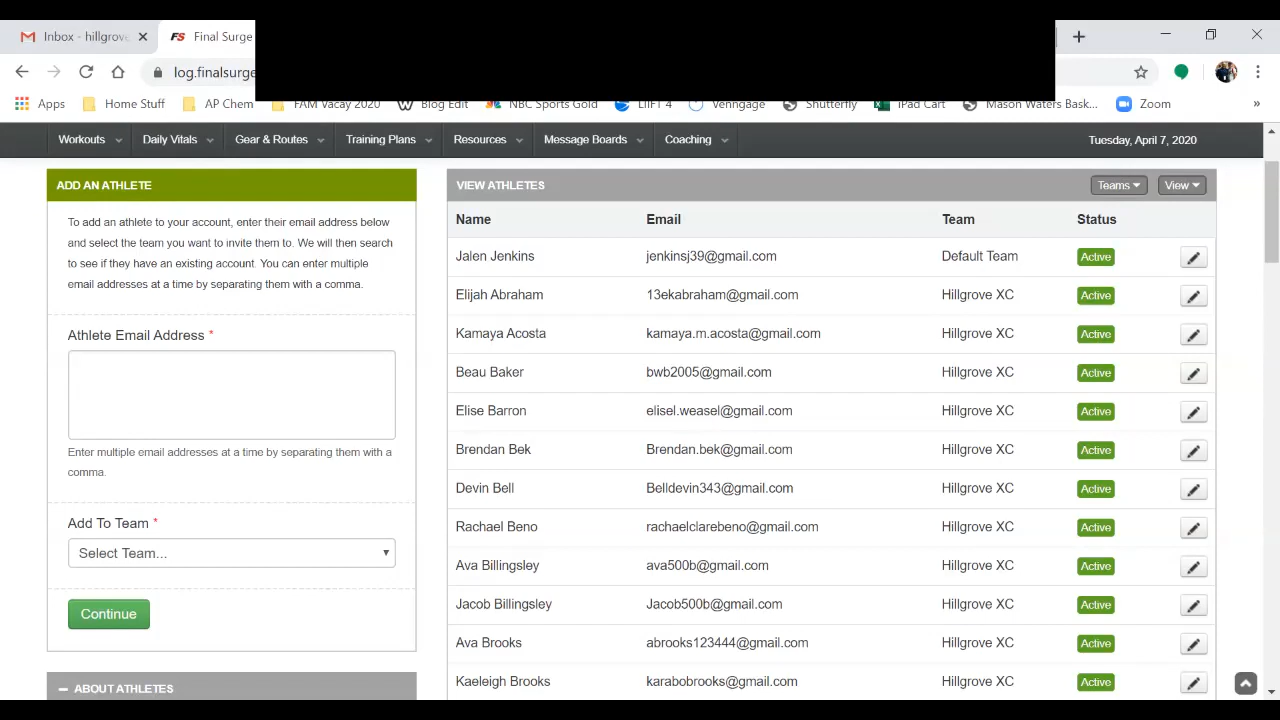 Inbox - hillgrove
Final Surge
log.finalsurge
Apps Home Stuff AP Chem FAM Vacay 2020 Blog Edit NBC Sports Gold LIIFT 4 Venngage Shutterfly iPad Cart Mason Waters Bask... Zoom »
Workouts Daily Vitals Gear & Routes Training Plans Resources Message Boards Coaching Tuesday, April 7, 2020
ADD AN ATHLETE
To add an athlete to your account, enter their email address below
and select the team you want to invite them to. We will then search
to see if they have an existing account. You can enter multiple
email addresses at a time by separating them with a comma.
Athlete Email Address *
Enter multiple email addresses at a time by separating them with a
comma.
Add To Team *
Select Team...
Continue
ABOUT ATHLETES
VIEW ATHLETES Teams View
Name Email Team Status
Jalen Jenkins jenkinsj39@gmail.com Default Team Active
Elijah Abraham 13ekabraham@gmail.com Hillgrove XC Active
Kamaya Acosta kamaya.m.acosta@gmail.com Hillgrove XC Active
Beau Baker bwb2005@gmail.com Hillgrove XC Active
Elise Barron elisel.weasel@gmail.com Hillgrove XC Active
Brendan Bek Brendan.bek@gmail.com Hillgrove XC Active
Devin Bell Belldevin343@gmail.com Hillgrove XC Active
Rachael Beno rachaelclarebeno@gmail.com Hillgrove XC Active
Ava Billingsley ava500b@gmail.com Hillgrove XC Active
Jacob Billingsley Jacob500b@gmail.com Hillgrove XC Active
Ava Brooks abrooks123444@gmail.com Hillgrove XC Active
Kaeleigh Brooks karabobrooks@gmail.com Hillgrove XC Active